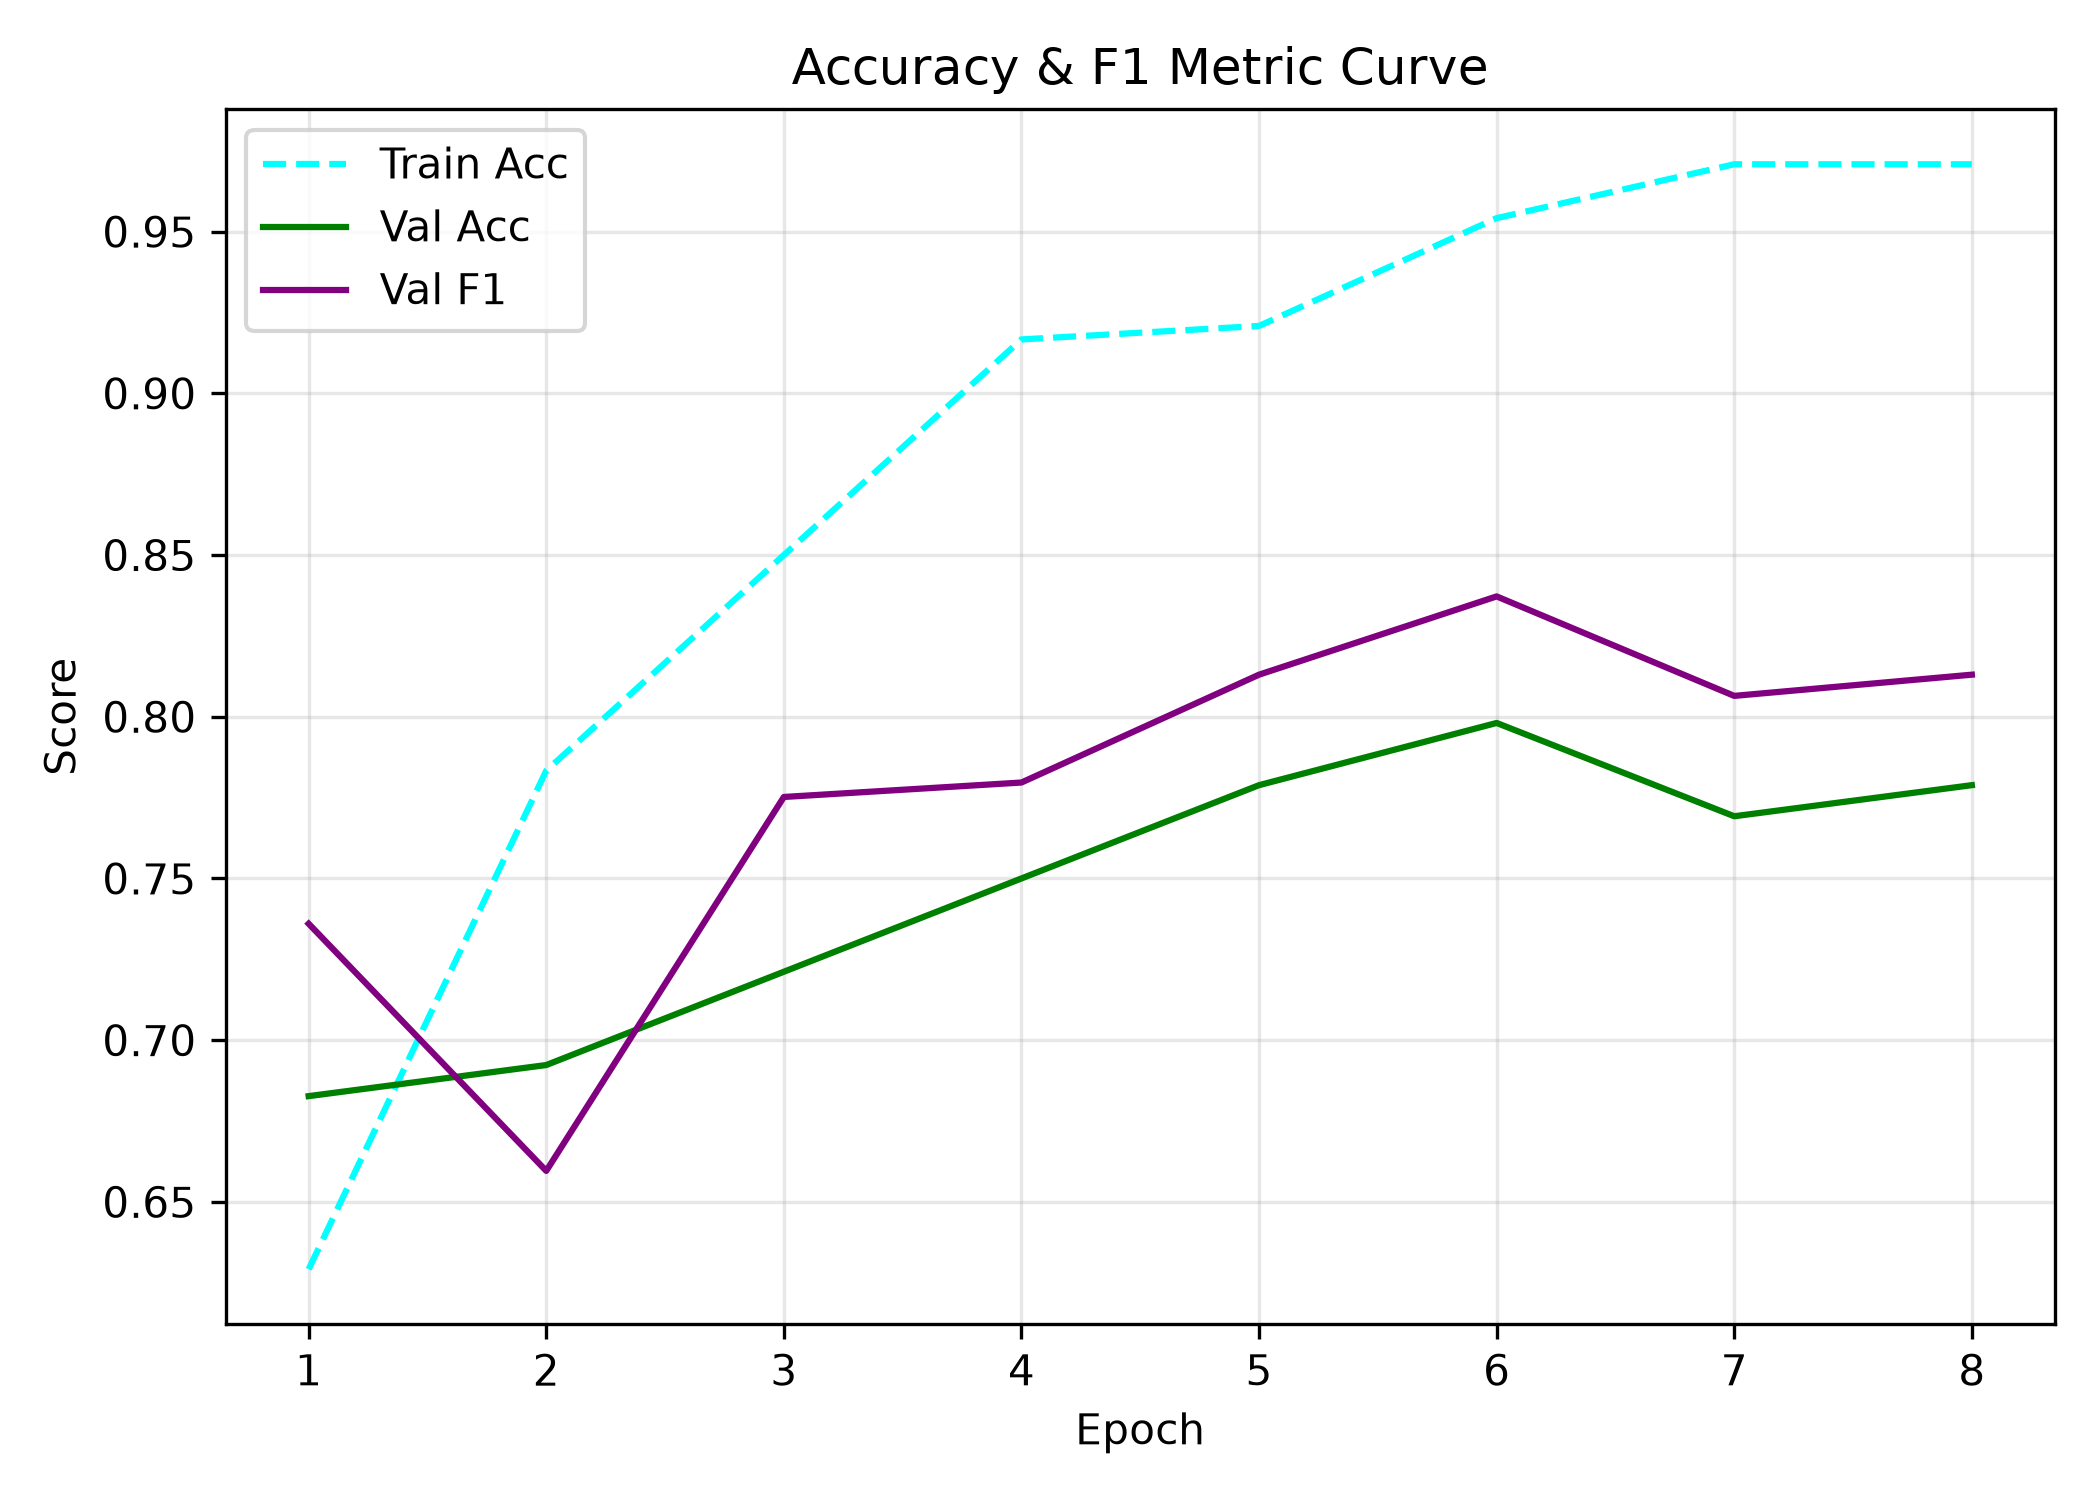 Accuracy & F1 Metric Curve
Train Acc
Val Acc
Val F1
0.95
0.90
0.85
0.80
0.75
0.70
0.65
Score
1 2 3 4 5 6 7 8
Epoch